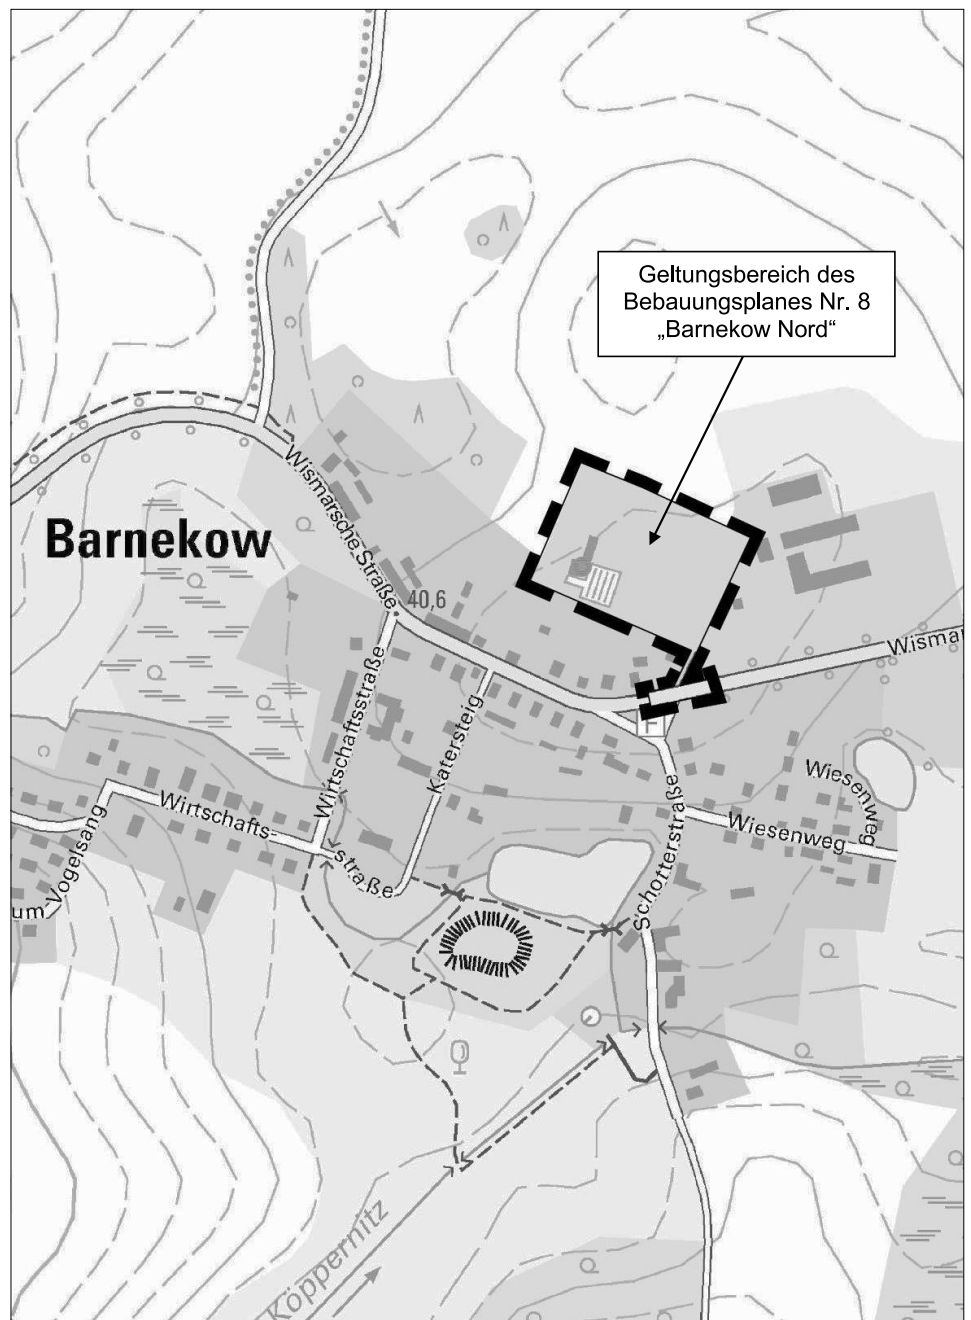 Geltungsbereich des
Bebauungsplanes Nr. 8
„Barnekow Nord“
Wismarsche Straße
Barnekow
40,6
Wismar
Wirtschaftsstraße
Katersteig
F
Wiesenweg
Wirtschafts-
straße
Wiesenweg
um Vogelsang
Schotterstraße
Köppernitz